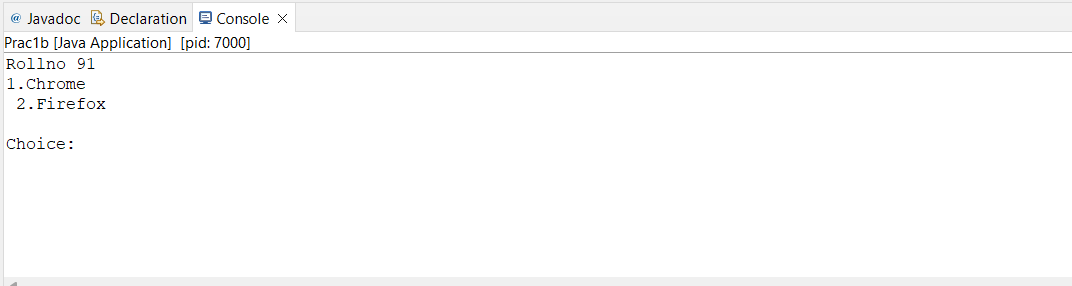 @ Javadoc Declaration Console
Prac1b [Java Application] [pid: 7000]
Rollno 91
1.Chrome
 2.Firefox
Choice: